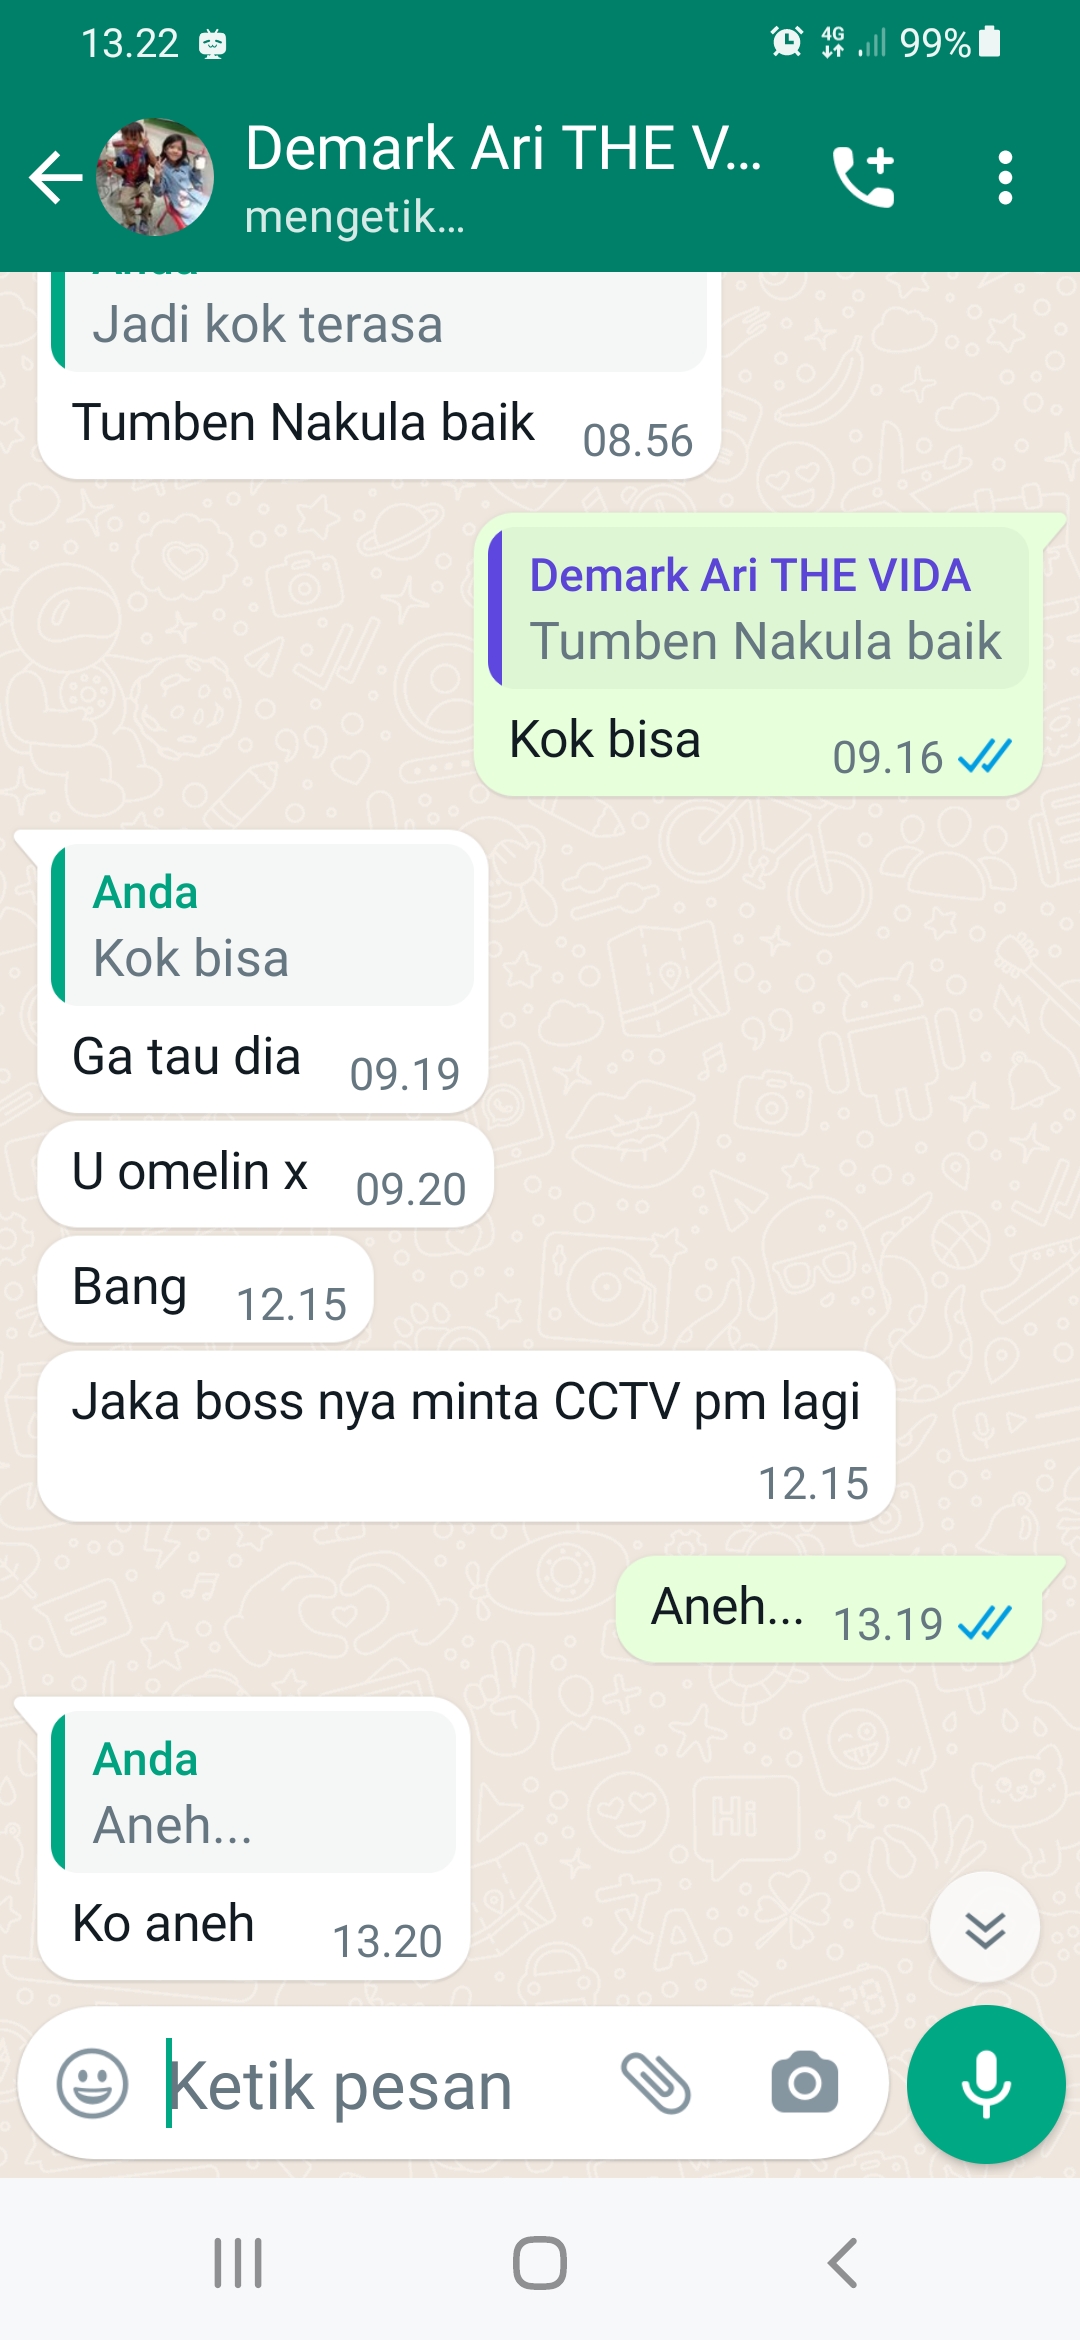 13.22
4G
99%
Demark Ari THE V...
mengetik...
Anda
Jadi kok terasa
Tumben Nakula baik
08.56
Demark Ari THE VIDA
Tumben Nakula baik
Kok bisa
09.16
Anda
Kok bisa
Ga tau dia
09.19
U omelin x
09.20
Bang
12.15
Jaka boss nya minta CCTV pm lagi
12.15
Aneh...
13.19
Anda
Aneh...
Ko aneh
13.20
Ketik pesan